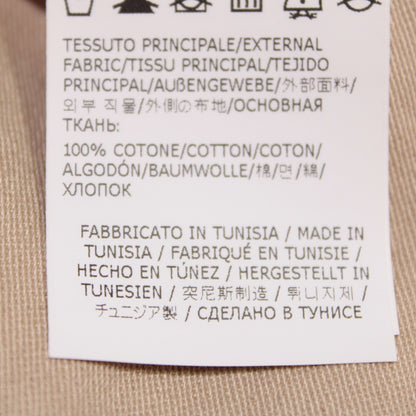 TESSUTO PRINCIPALE/EXTERNAL
FABRIC/TISSU PRINCIPAL/TEJIDO
PRINCIPAL/AUßENGEWEBE/外部面料/
외부 직물/外側の布地/ОСНОВНАЯ
ТКАНЬ:
100% COTONE/COTTON/COTON/
ALGODÓN/BAUMWOLLE/棉/면/綿/
ХЛОПОК
FABBRICATO IN TUNISIA / MADE IN
TUNISIA / FABRIQUÉ EN TUNISIE /
HECHO EN TÚNEZ / HERGESTELLT IN
TUNESIEN / 突尼斯制造 / 튀니지제 /
チュニジア製 / СДЕЛАНО В ТУНИСЕ